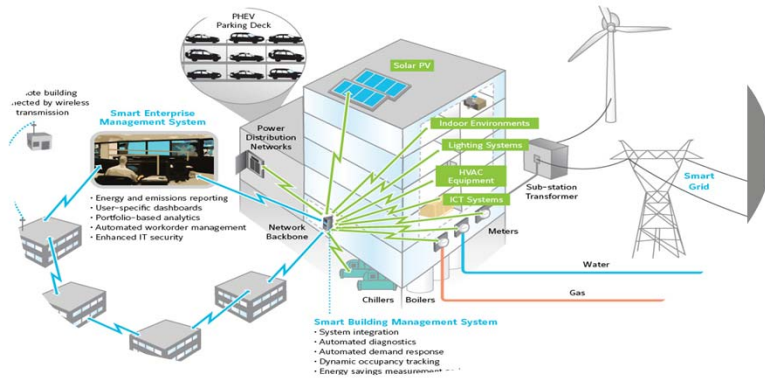 PHEV
Parking Deck
Solar PV
building
by wireless
transmission
Smart Enterprise
Management System
Power
Distribution
Networks
Indoor Environments
Lighting Systems
HVAC
Equipment
ICT Systems
Sub-station
Transformer
Smart
Grid
• Energy and emissions reporting
• User-specific dashboards
• Portfolio-based analytics
• Automated workorder management
• Enhanced IT security
Network
Backbone
Meters
Water
Gas
Chillers
Boilers
Smart Building Management System
• System integration
• Automated diagnostics
• Automated demand response
• Dynamic occupancy tracking
• Energy savings measurement